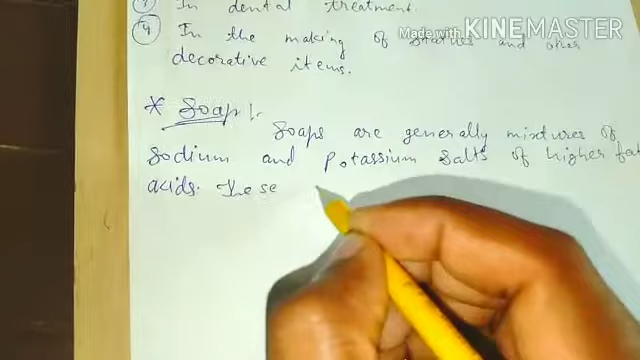 ③ In dental treatment.
④ In the making of statues and other
decorative items.
Made with KINEMASTER
* Soap :-
Soaps are generally mixtures of
Sodium and Potassium Salts of higher fat
acids. These